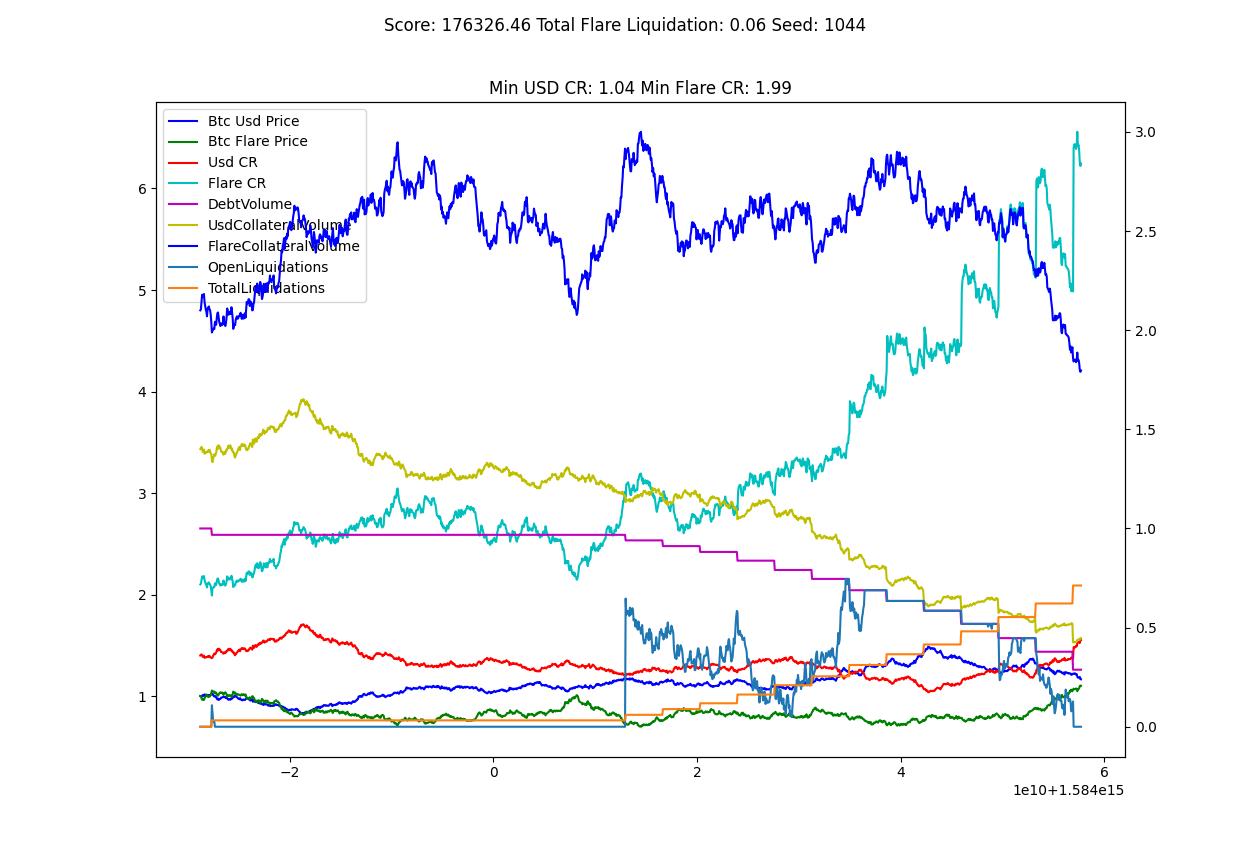 Score: 176326.46 Total Flare Liquidation: 0.06 Seed: 1044
Min USD CR: 1.04 Min Flare CR: 1.99
Btc Usd Price
Btc Flare Price
Usd CR
Flare CR
DebtVolume
UsdCollateralVolume
FlareCollateralVolume
OpenLiquidations
TotalLiquidations
6
5
4
3
2
1
3.0
2.5
2.0
1.5
1.0
0.5
0.0
−2
0
2
4
6
1e10+1.584e15